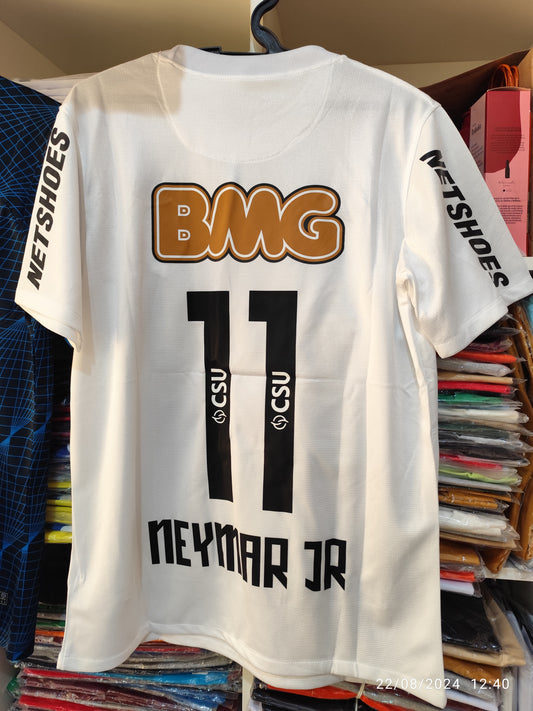 NETSHOES
NETSHOES
BMG
11
CSU
CSU
NEYMAR JR
22/08/2024 12:40